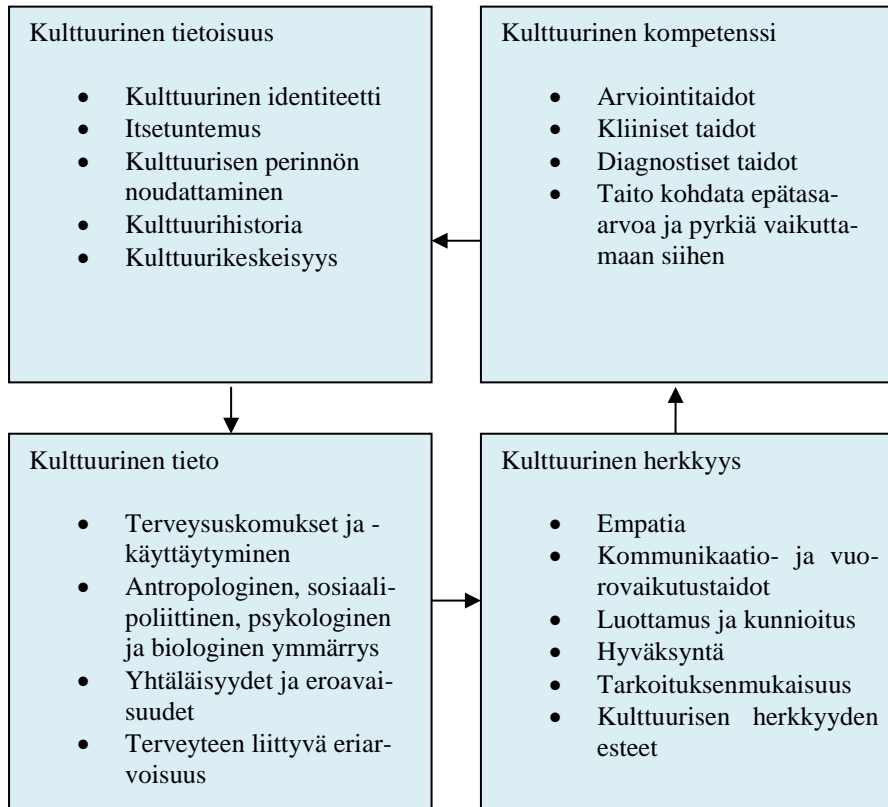 Kulttuurinen tietoisuus
• Kulttuurinen identiteetti
• Itsetuntemus
• Kulttuurisen perinnön
noudattaminen
• Kulttuurihistoria
• Kulttuurikeskeisyys
Kulttuurinen kompetenssi
• Arviointitaidot
• Kliiniset taidot
• Diagnostiset taidot
• Taito kohdata epätasa-
arvoa ja pyrkiä vaikutta-
maan siihen
Kulttuurinen tieto
• Terveysuskomukset ja -
käyttäytyminen
• Antropologinen, sosiaali-
poliittinen, psykologinen
ja biologinen ymmärrys
• Yhtäläisyydet ja eroavai-
suudet
• Terveyteen liittyvä eriar-
voisuus
Kulttuurinen herkkyys
• Empatia
• Kommunikaatio- ja vuo-
rovaikutustaidot
• Luottamus ja kunnioitus
• Hyväksyntä
• Tarkoituksenmukaisuus
• Kulttuurisen herkkyyden
esteet